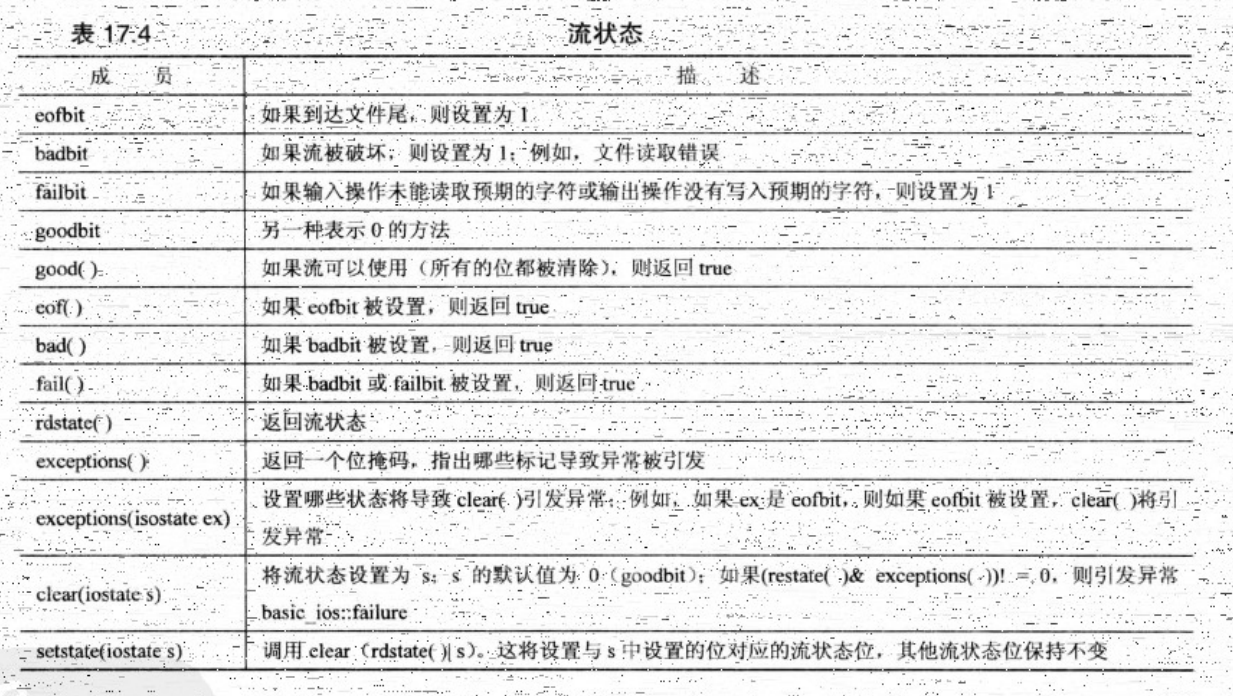 表 17.4 流状态
成 员 描 述
eofbit 如果到达文件尾，则设置为 1
badbit 如果流被破坏，则设置为 1；例如，文件读取错误
failbit 如果输入操作未能读取预期的字符或输出操作没有写入预期的字符，则设置为 1
goodbit 另一种表示 0 的方法
good( ) 如果流可以使用（所有的位都被清除），则返回 true
eof( ) 如果 eofbit 被设置，则返回 true
bad( ) 如果 badbit 被设置，则返回 true
fail( ) 如果 badbit 或 failbit 被设置，则返回 true
rdstate( ) 返回流状态
exceptions( ) 返回一个位掩码，指出哪些标记导致异常被引发
exceptions(isostate ex) 设置哪些状态将导致 clear( )引发异常；例如，如果 ex 是 eofbit，则如果 eofbit 被设置，clear( )将引
发异常
clear(iostate s) 将流状态设置为 s；s 的默认值为 0（goodbit）；如果(restate( )& exceptions( ))! = 0，则引发异常
basic_ios::failure
setstate(iostate s) 调用 clear（rdstate( )| s）。这将设置与 s 中设置的位对应的流状态位，其他流状态位保持不变